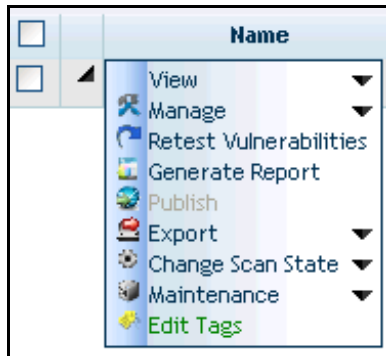 Name
View
Manage
Retest Vulnerabilities
Generate Report
Publish
Export
Change Scan State
Maintenance
Edit Tags